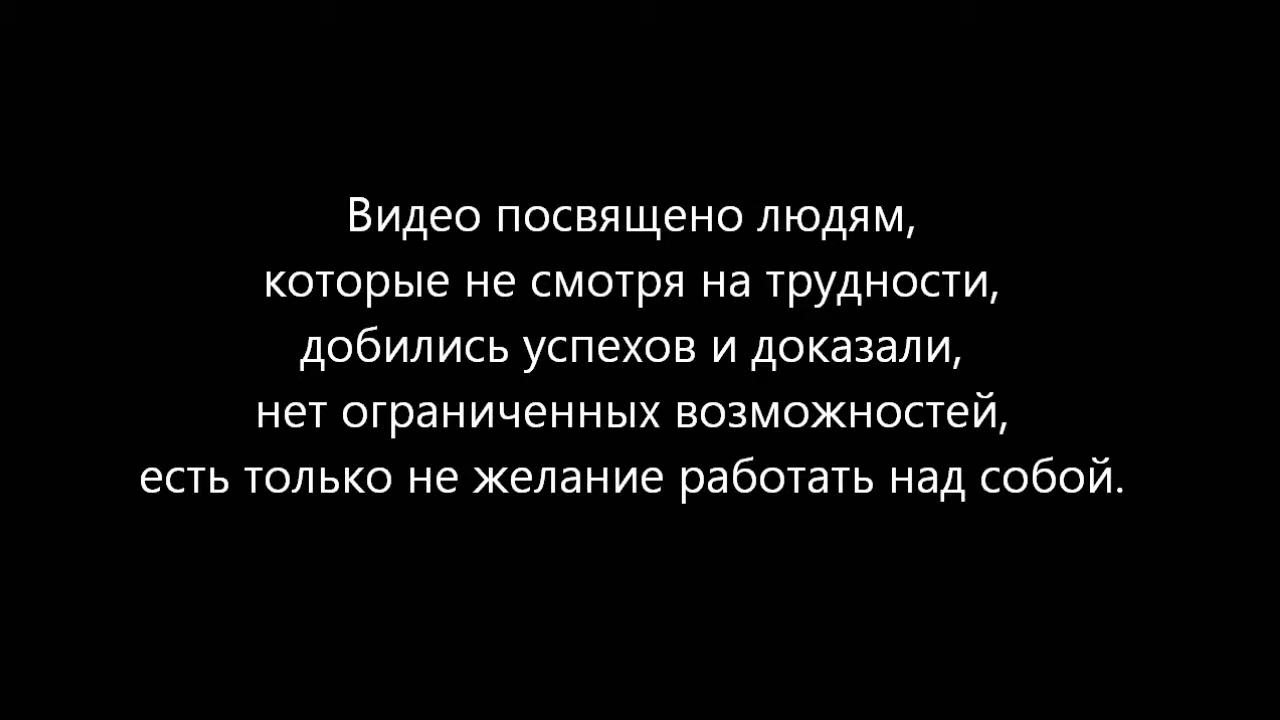 Видео посвящено людям,
которые не смотря на трудности,
добились успехов и доказали,
нет ограниченных возможностей,
есть только не желание работать над собой.